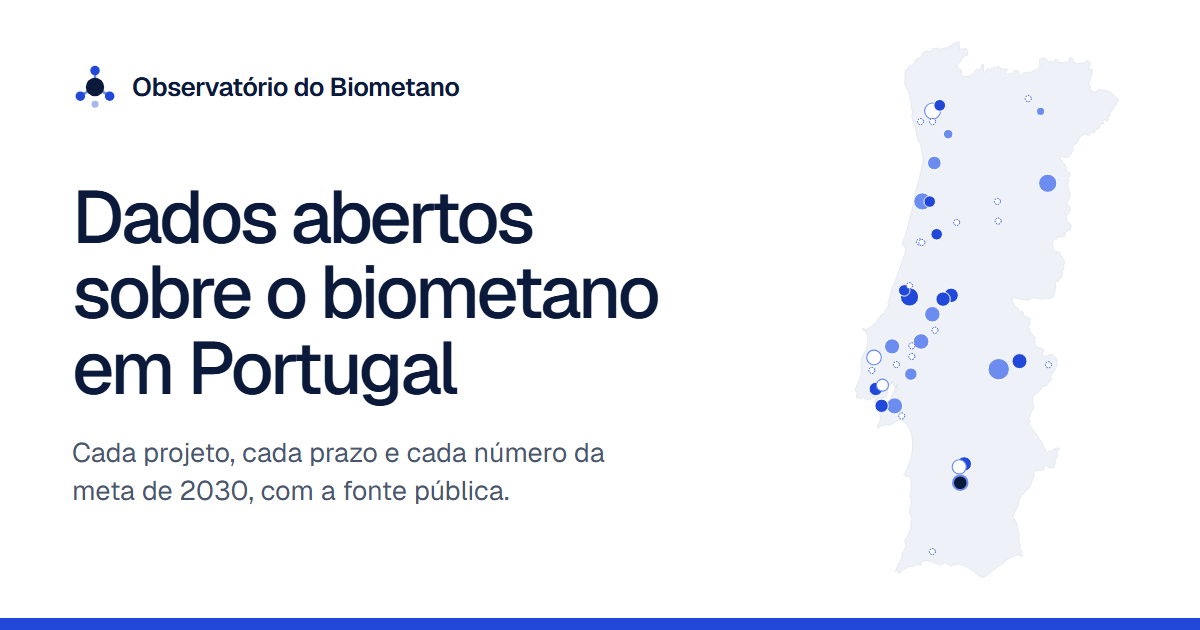 Observatório do Biometano
Dados abertos
sobre o biometano
em Portugal
Cada projeto, cada prazo e cada número da
meta de 2030, com a fonte pública.